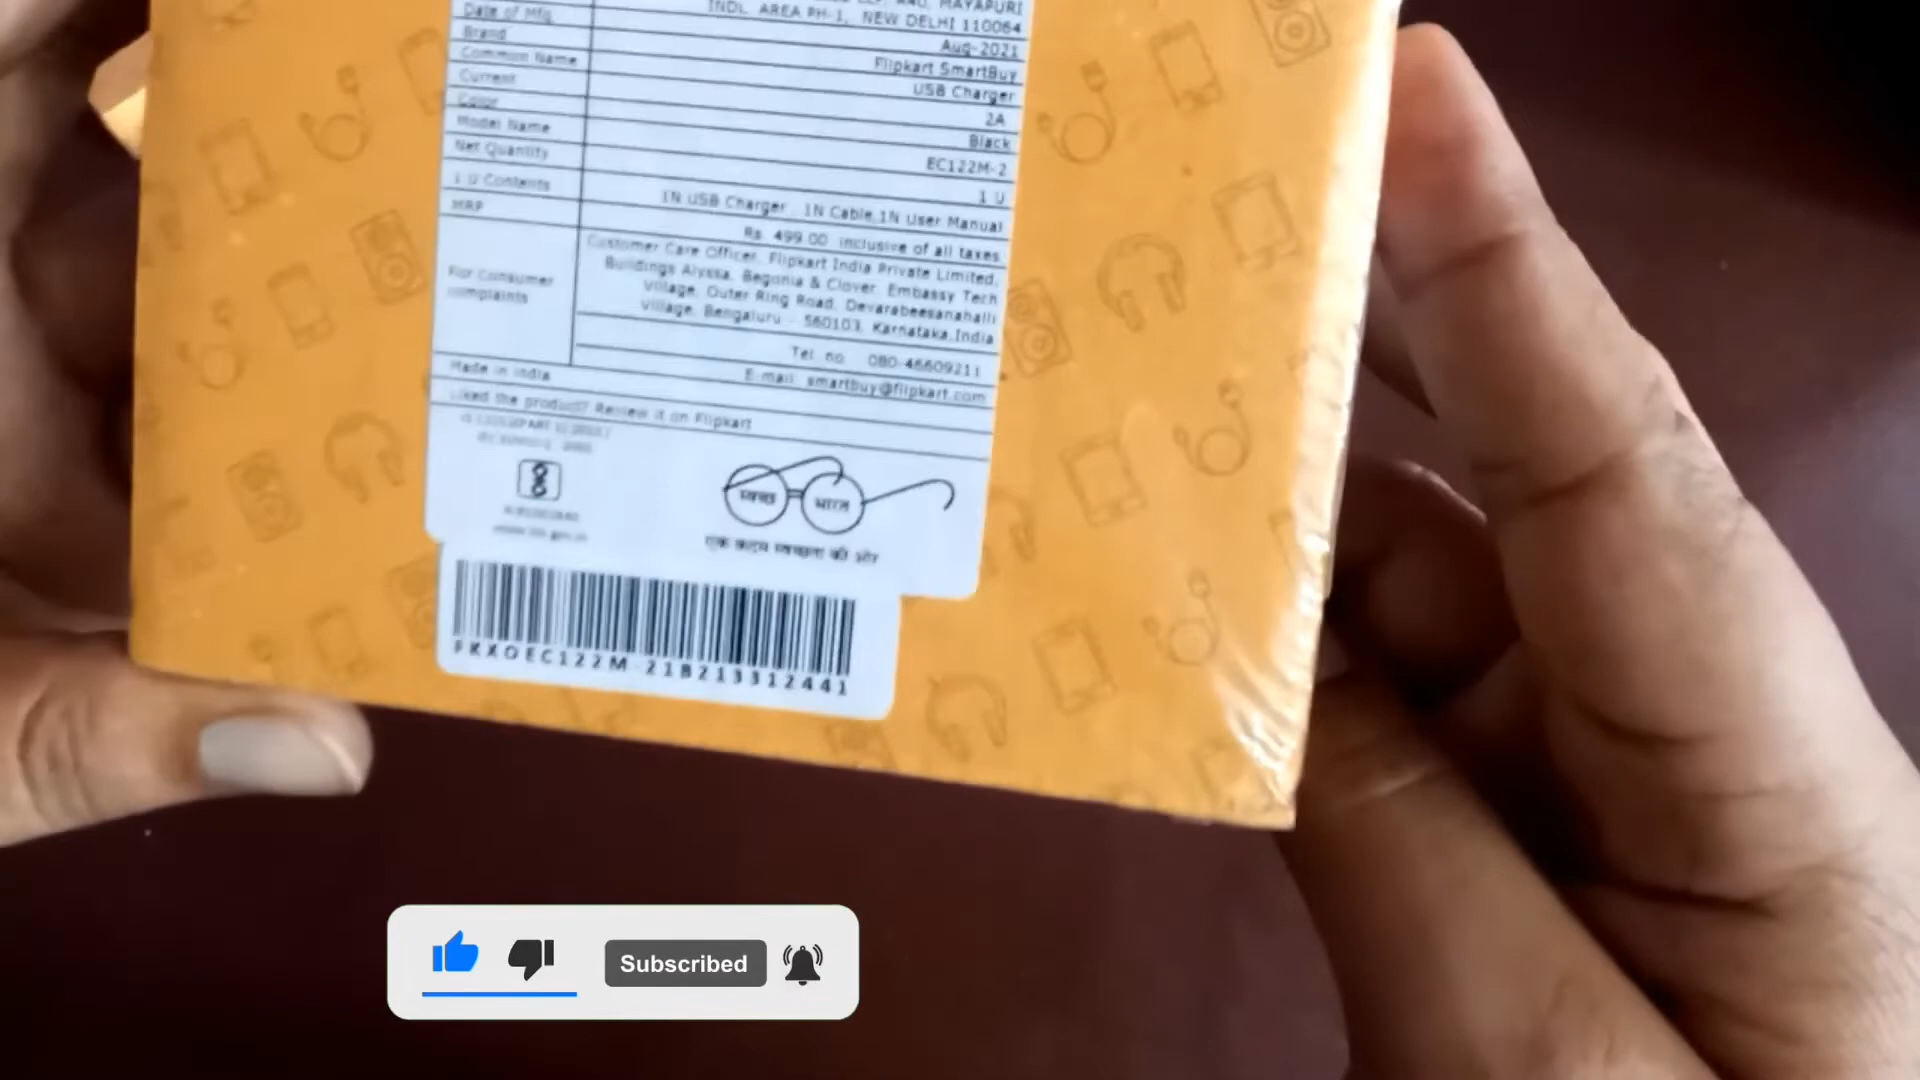 MAYAPURI
INDL. AREA PH-1, NEW DELHI 110064
Date of Mfg Aug-2021
Brand Flipkart SmartBuy
Common Name USB Charger
Current 2A
Color Black
Model Name EC122M-2
Net Quantity 1 U
1 U Contents 1N USB Charger, 1N Cable,1N User Manual
MRP Rs. 499.00 inclusive of all taxes
For Consumer complaints
Customer Care Officer, Flipkart India Private Limited,
Buildings Alyssa, Begonia & Clover, Embassy Tech
Village, Outer Ring Road, Devarabeesanahalli
Village, Bengaluru - 560103, Karnataka,India
Tel. no. 080-46609211
E-mail: smartbuy@flipkart.com
Made in India
Liked the product? Review it on Flipkart
स्वच्छ भारत
एक कदम स्वच्छता की ओर
FKXOEC122M-21B213312441
Subscribed